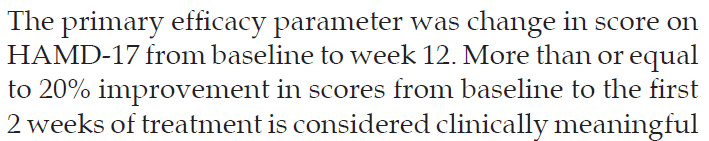 The primary efficacy parameter was change in score on
HAMD-17 from baseline to week 12. More than or equal
to 20% improvement in scores from baseline to the first
2 weeks of treatment is considered clinically meaningful